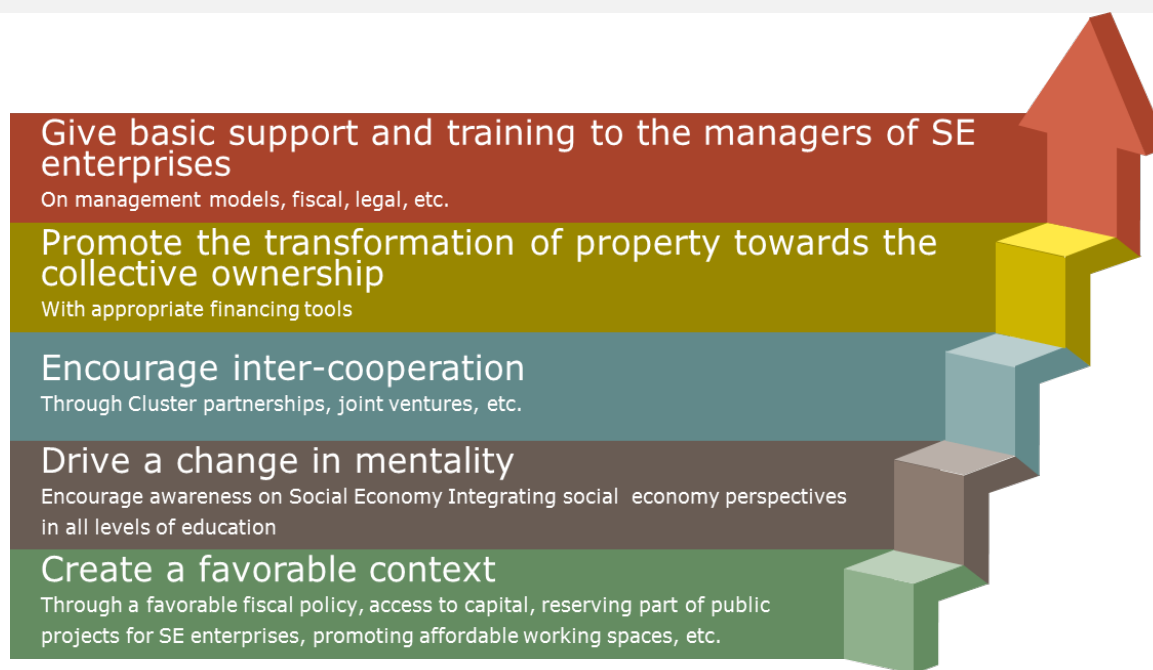 Give basic support and training to the managers of SE
enterprises
On management models, fiscal, legal, etc.
Promote the transformation of property towards the
collective ownership
With appropriate financing tools
Encourage inter-cooperation
Through Cluster partnerships, joint ventures, etc.
Drive a change in mentality
Encourage awareness on Social Economy Integrating social  economy perspectives
in all levels of education
Create a favorable context
Through a favorable fiscal policy, access to capital, reserving part of public
projects for SE enterprises, promoting affordable working spaces, etc.